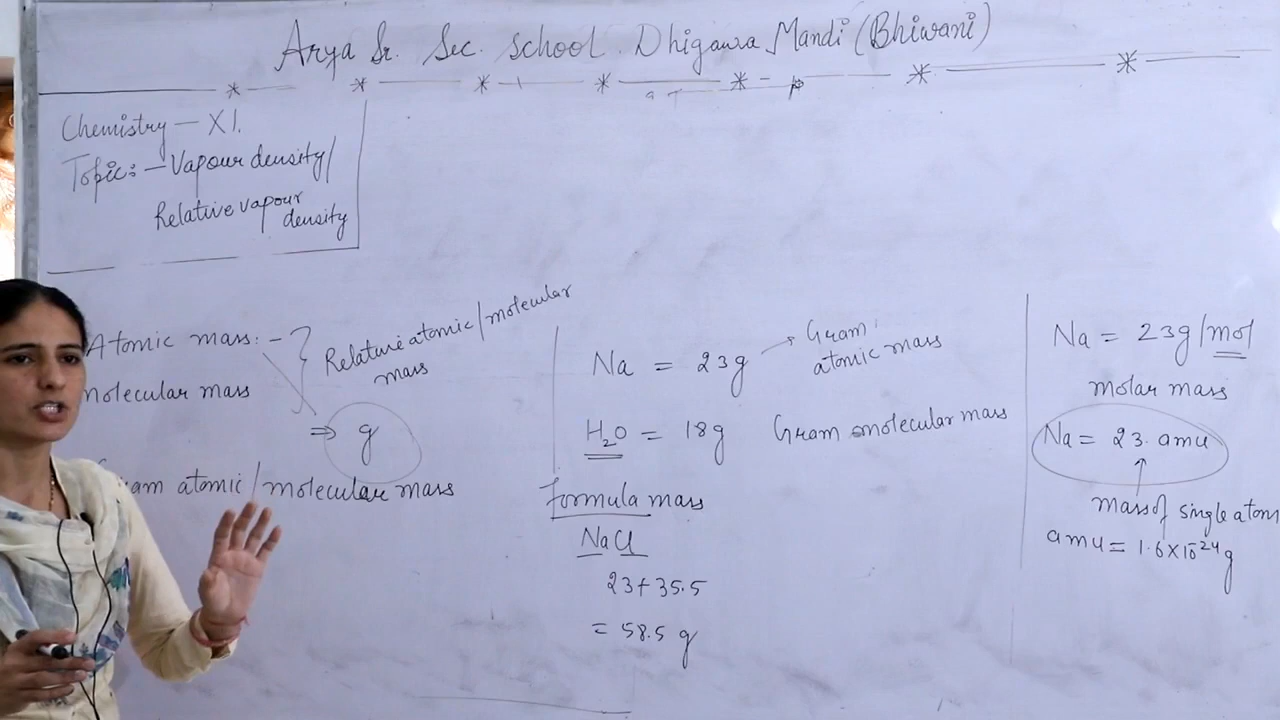 Arya Sr. Sec. School. Dhigawa Mandi (Bhiwani)
Chemistry – XI.
Topic: – Vapour density/
Relative vapour
density
Atomic mass: –
molecular mass
Relative atomic/molecular
mass
⇒ g
atomic/molecular mass
Na = 23g → Gram
atomic mass
H₂O = 18g Gram molecular mass
Formula mass
NaCl
23+35.5
= 58.5 g
Na = 23g/mol
molar mass
Na = 23. amu
mass of single atom
amu = 1.6×10⁻²⁴g